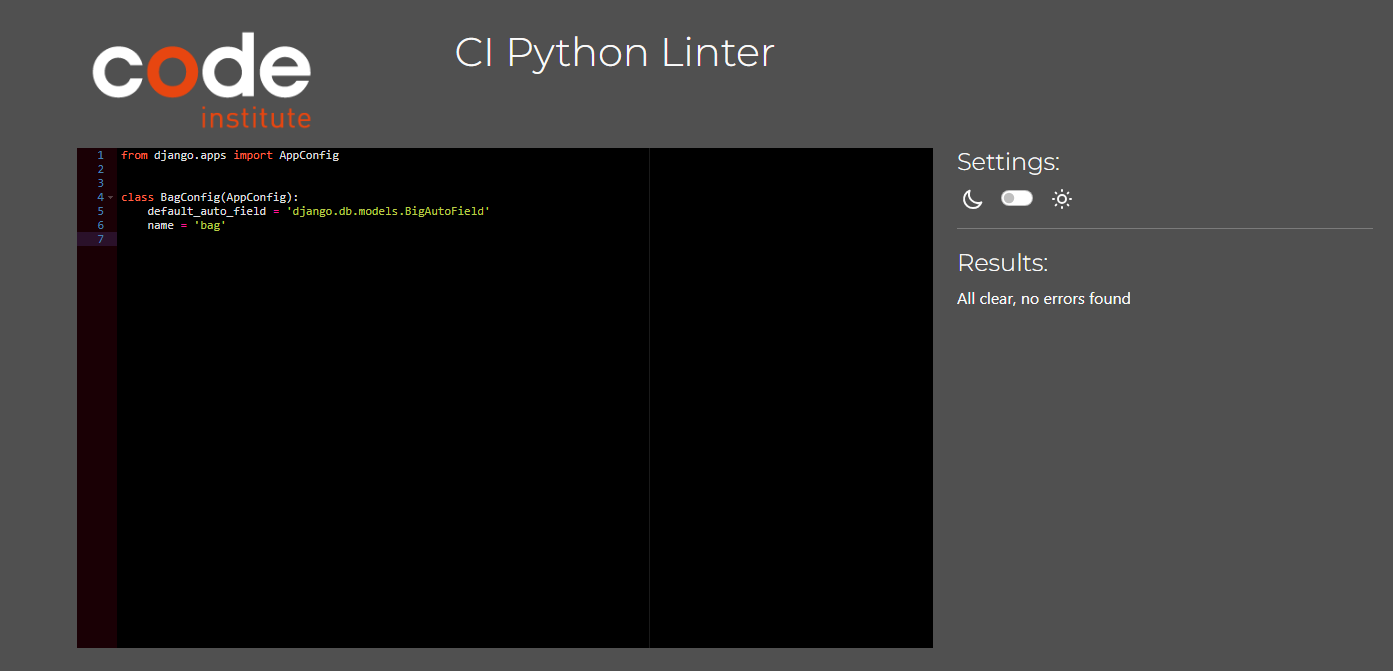 code
institute
CI Python Linter
1 from django.apps import AppConfig
2
3
4 class BagConfig(AppConfig):
5     default_auto_field = 'django.db.models.BigAutoField'
6     name = 'bag'
7
Settings:
Results:
All clear, no errors found